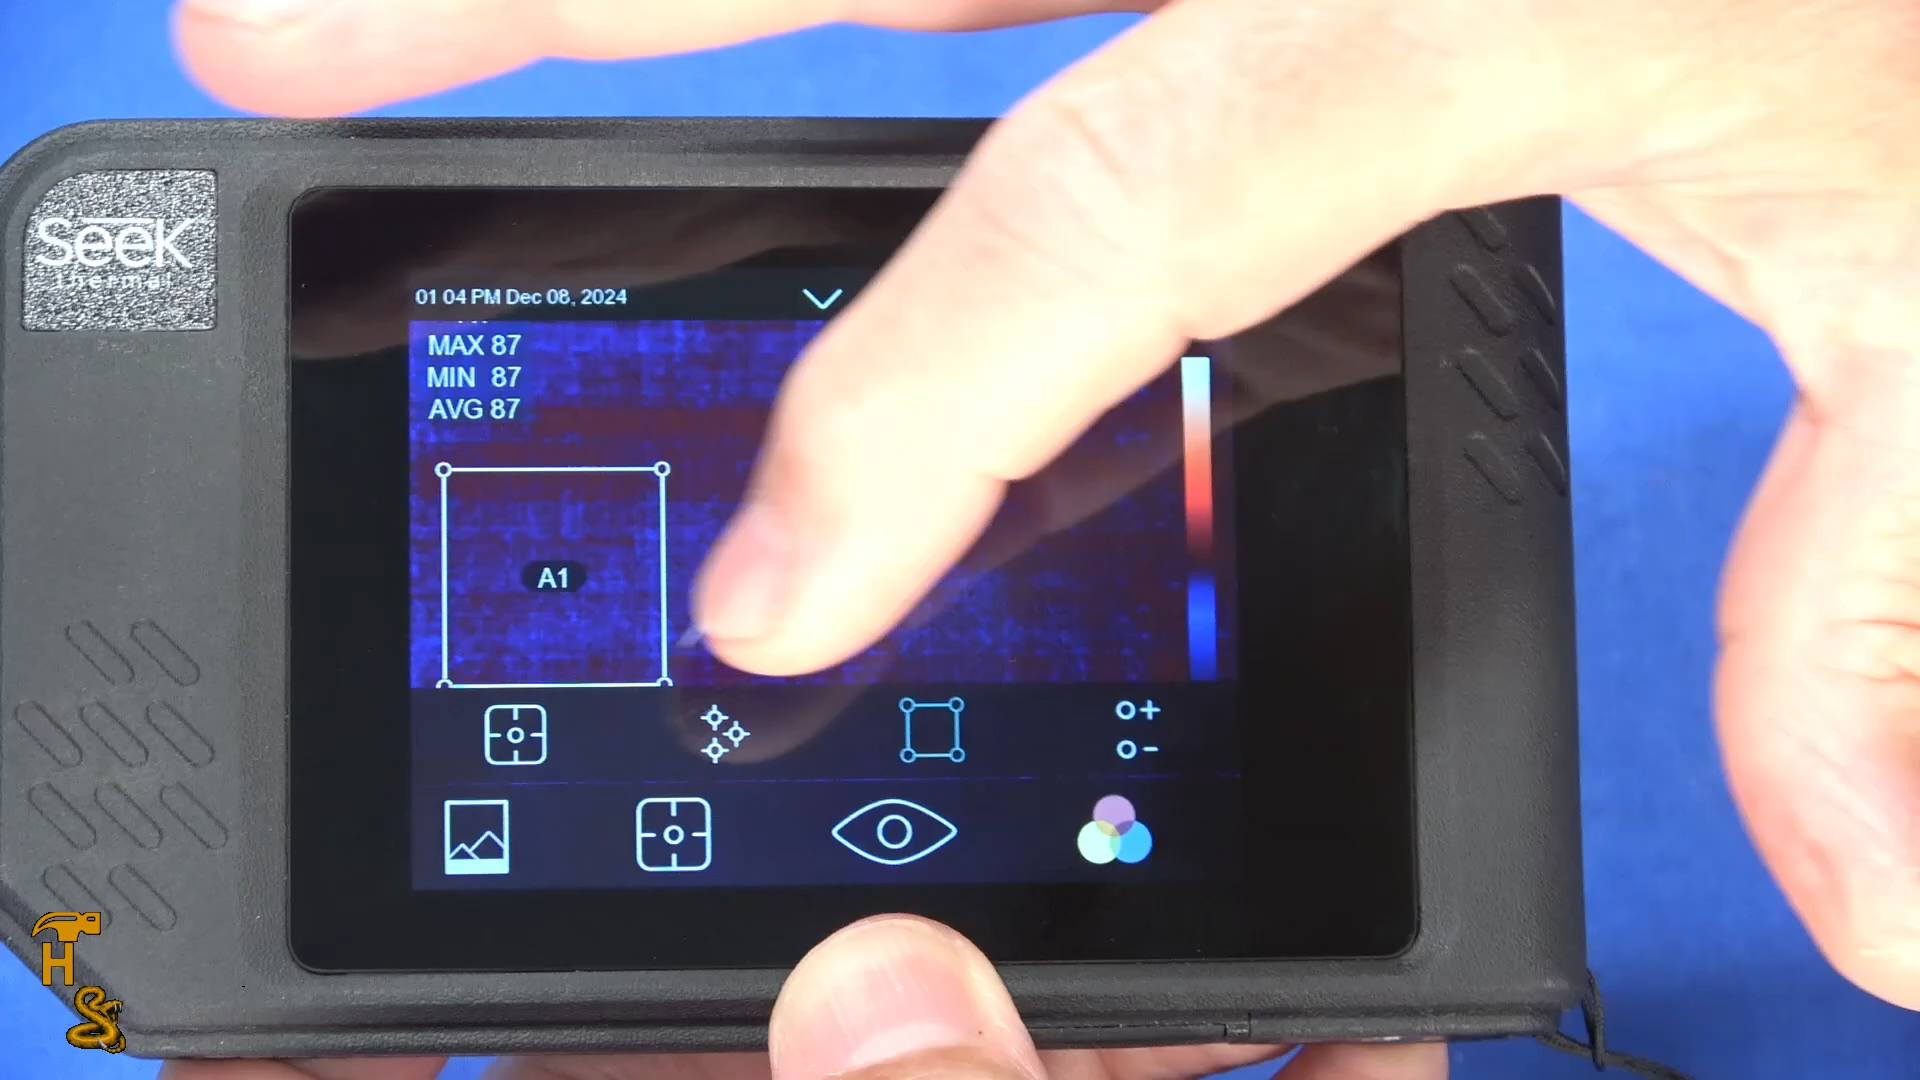 Seek
thermal
01 04 PM Dec 08, 2024
MAX 87
MIN 87
AVG 87
A1
H